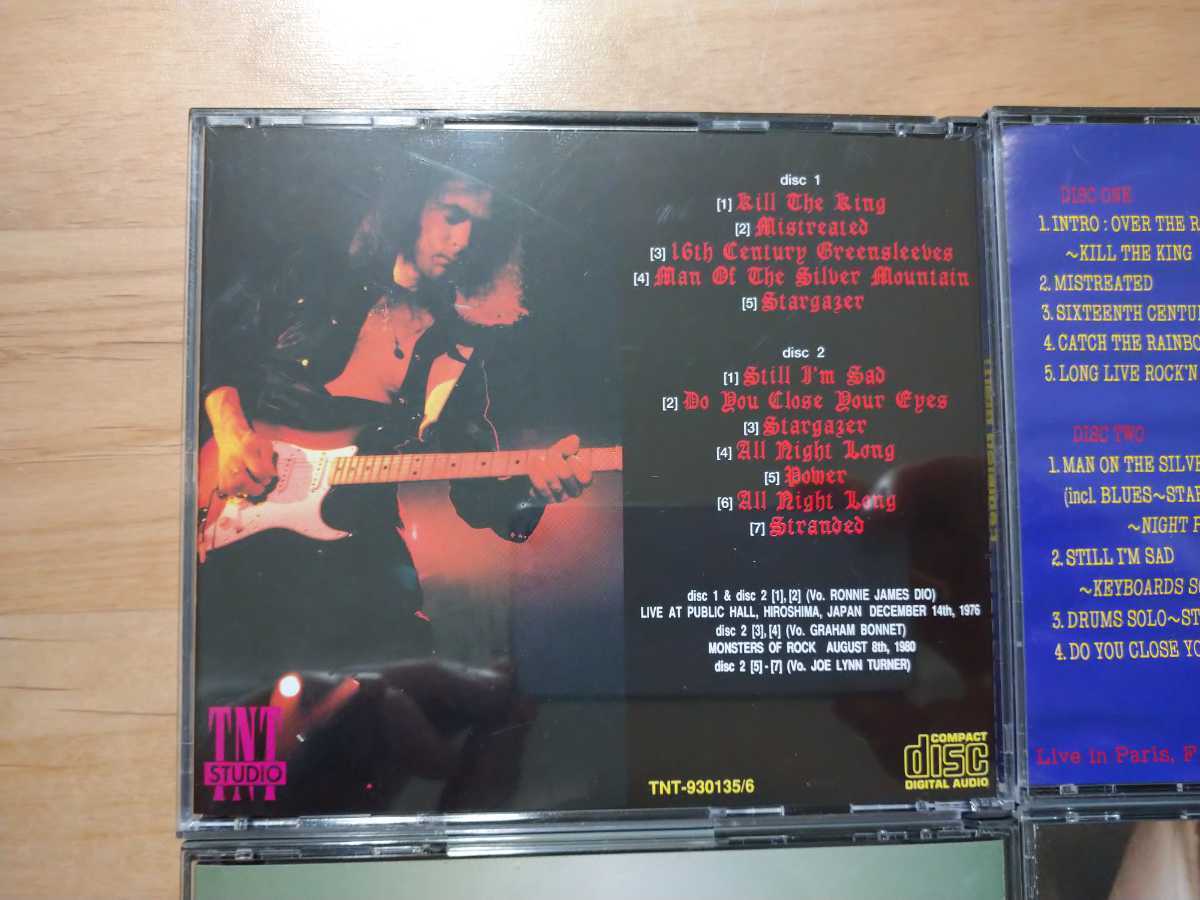 disc 1
[1] Kill The King
[2] Mistreated
[3] 16th Century Greensleeves
[4] Man Of The Silver Mountain
[5] Stargazer
disc 2
[1] Still I'm Sad
[2] Do You Close Your Eyes
[3] Stargazer
[4] All Night Long
[5] Power
[6] All Night Long
[7] Stranded
disc 1 & disc 2 [1], [2] (Vo. RONNIE JAMES DIO)
LIVE AT PUBLIC HALL, HIROSHIMA, JAPAN DECEMBER 14th, 1976
disc 2 [3], [4] (Vo. GRAHAM BONNET)
MONSTERS OF ROCK AUGUST 8th, 1980
disc 2 [5] - [7] (Vo. JOE LYNN TURNER)
TNT
STUDIO
TNT-930135/6
COMPACT
disc
DIGITAL AUDIO
DISC ONE
1. INTRO : OVER THE
~KILL THE KING
2. MISTREATED
3. SIXTEENTH
4. CATCH THE
5. LONG LIVE ROCK'N
DISC TWO
1. MAN ON THE
(incl. BLUES~
~NIGHT
2. STILL I'M SAD
~KEYBOARDS
3. DRUMS SOLO~
4. DO YOU CLOSE
Live in Paris,